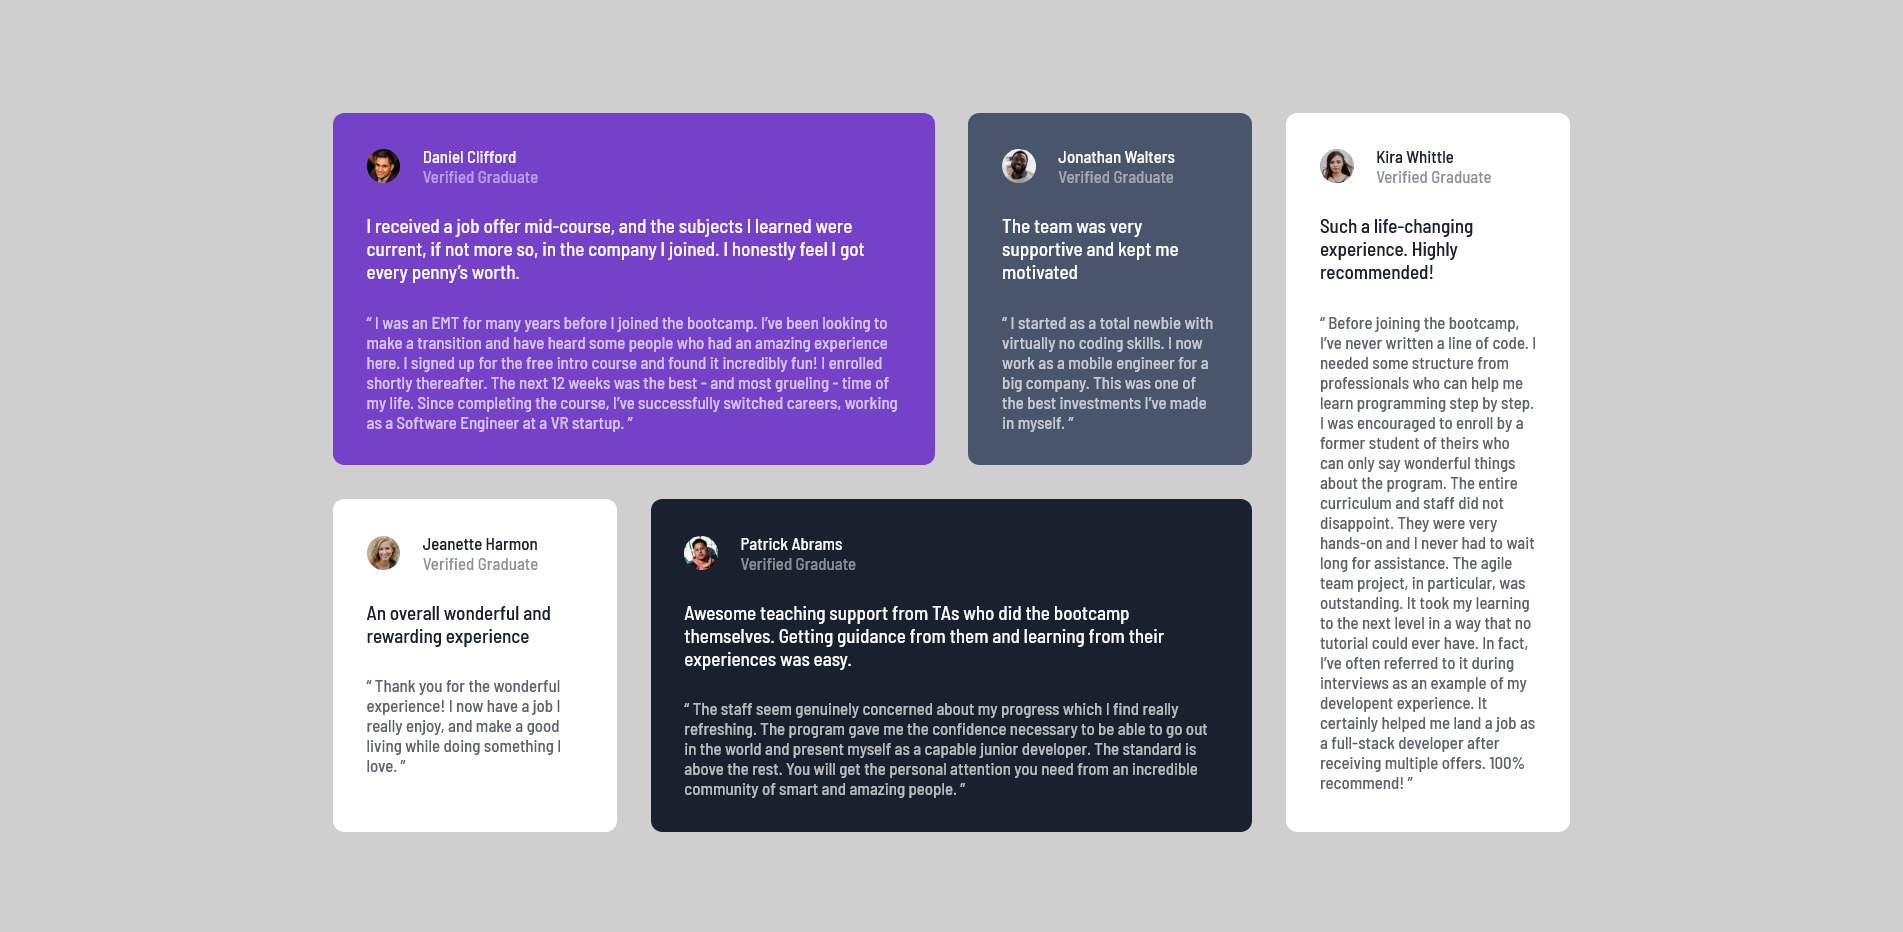 Daniel Clifford
Verified Graduate
I received a job offer mid-course, and the subjects I learned were
current, if not more so, in the company I joined. I honestly feel I got
every penny’s worth.
“ I was an EMT for many years before I joined the bootcamp. I’ve been looking to
make a transition and have heard some people who had an amazing experience
here. I signed up for the free intro course and found it incredibly fun! I enrolled
shortly thereafter. The next 12 weeks was the best - and most grueling - time of
my life. Since completing the course, I’ve successfully switched careers, working
as a Software Engineer at a VR startup. ”
Jonathan Walters
Verified Graduate
The team was very
supportive and kept me
motivated
“ I started as a total newbie with
virtually no coding skills. I now
work as a mobile engineer for a
big company. This was one of
the best investments I’ve made
in myself. ”
Kira Whittle
Verified Graduate
Such a life-changing
experience. Highly
recommended!
“ Before joining the bootcamp,
I’ve never written a line of code. I
needed some structure from
professionals who can help me
learn programming step by step.
I was encouraged to enroll by a
former student of theirs who
can only say wonderful things
about the program. The entire
curriculum and staff did not
disappoint. They were very
hands-on and I never had to wait
long for assistance. The agile
team project, in particular, was
outstanding. It took my learning
to the next level in a way that no
tutorial could ever have. In fact,
I’ve often referred to it during
interviews as an example of my
developent experience. It
certainly helped me land a job as
a full-stack developer after
receiving multiple offers. 100%
recommend! ”
Jeanette Harmon
Verified Graduate
An overall wonderful and
rewarding experience
“ Thank you for the wonderful
experience! I now have a job I
really enjoy, and make a good
living while doing something I
love. ”
Patrick Abrams
Verified Graduate
Awesome teaching support from TAs who did the bootcamp
themselves. Getting guidance from them and learning from their
experiences was easy.
“ The staff seem genuinely concerned about my progress which I find really
refreshing. The program gave me the confidence necessary to be able to go out
in the world and present myself as a capable junior developer. The standard is
above the rest. You will get the personal attention you need from an incredible
community of smart and amazing people. ”